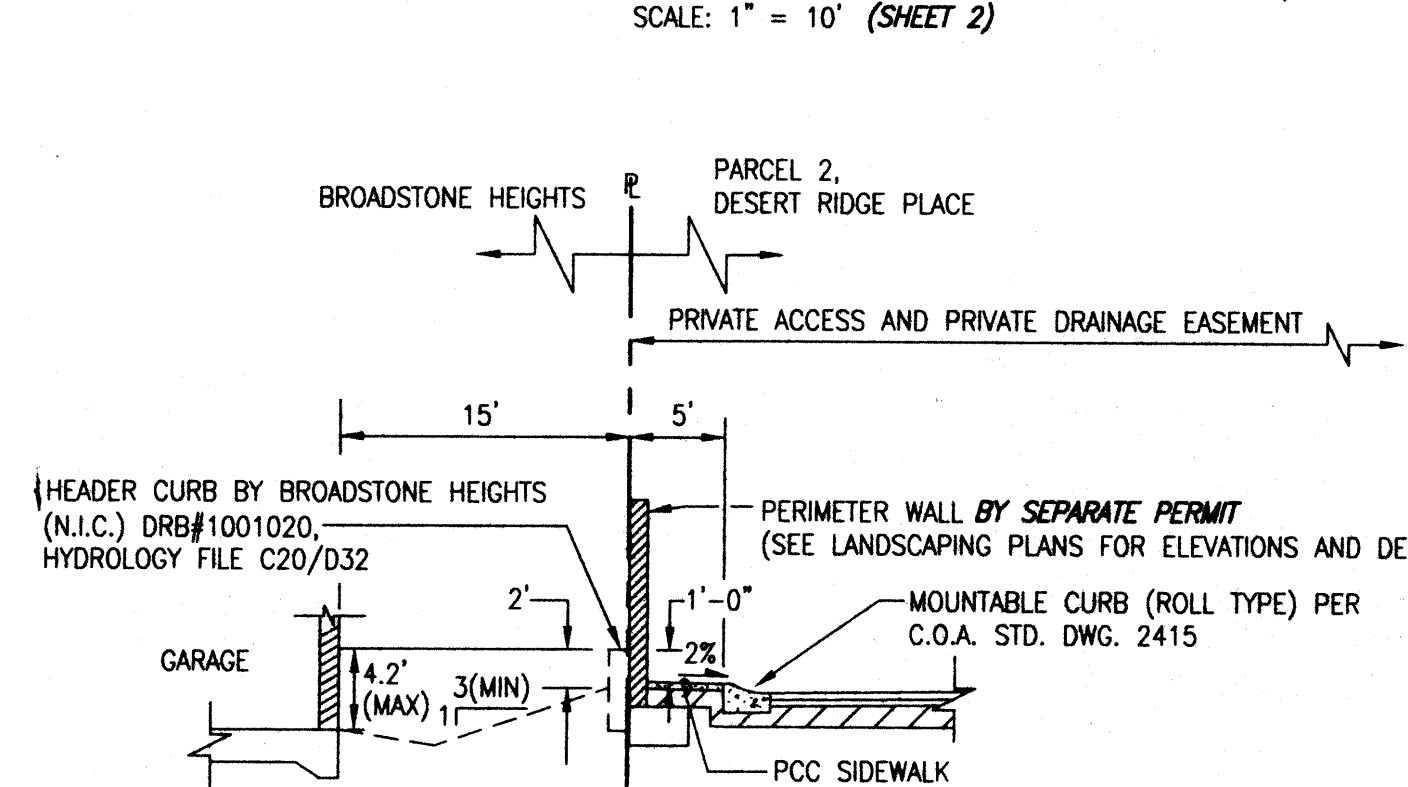 SCALE: 1" = 10' (SHEET 2)
BROADSTONE HEIGHTS
PL
PARCEL 2,
DESERT RIDGE PLACE
PRIVATE ACCESS AND PRIVATE DRAINAGE EASEMENT
15'
5'
HEADER CURB BY BROADSTONE HEIGHTS
(N.I.C.) DRB#1001020,
HYDROLOGY FILE C20/D32
PERIMETER WALL BY SEPARATE PERMIT
(SEE LANDSCAPING PLANS FOR ELEVATIONS AND DE
2'
1'-0"
MOUNTABLE CURB (ROLL TYPE) PER
C.O.A. STD. DWG. 2415
GARAGE
2%
4.2'
(MAX)
3(MIN)
1
PCC SIDEWALK